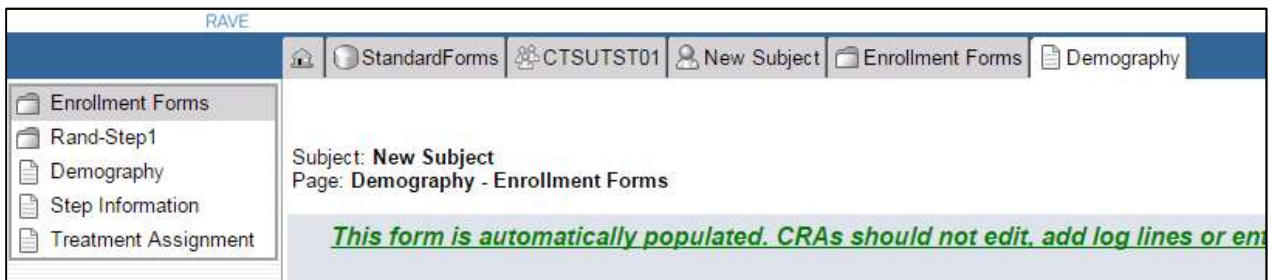 RAVE
StandardForms CTSUTST01 New Subject Enrollment Forms Demography
Enrollment Forms
Rand-Step1
Demography
Step Information
Treatment Assignment
Subject: New Subject
Page: Demography - Enrollment Forms
This form is automatically populated. CRAs should not edit, add log lines or